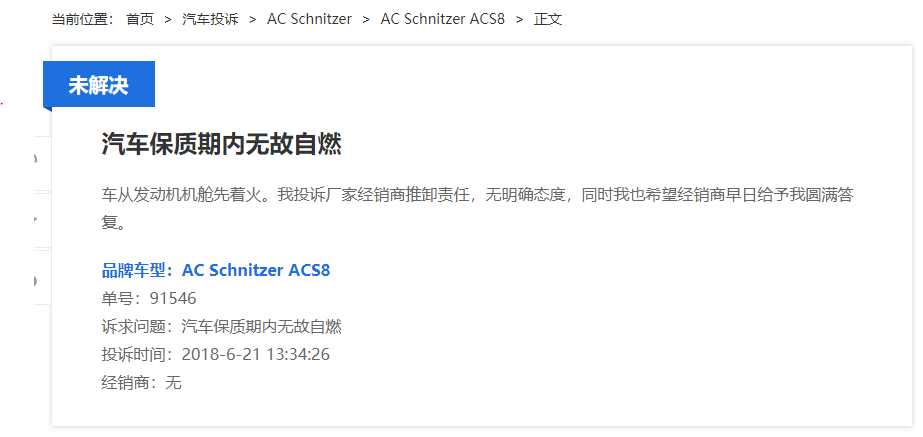 当前位置： 首页 > 汽车投诉 > AC Schnitzer > AC Schnitzer ACS8 > 正文
未解决
汽车保质期内无故自燃
车从发动机机舱先着火。我投诉厂家经销商推卸责任，无明确态度，同时我也希望经销商早日给予我圆满答
复。
品牌车型：AC Schnitzer ACS8
单号：91546
诉求问题：汽车保质期内无故自燃
投诉时间：2018-6-21 13:34:26
经销商：无